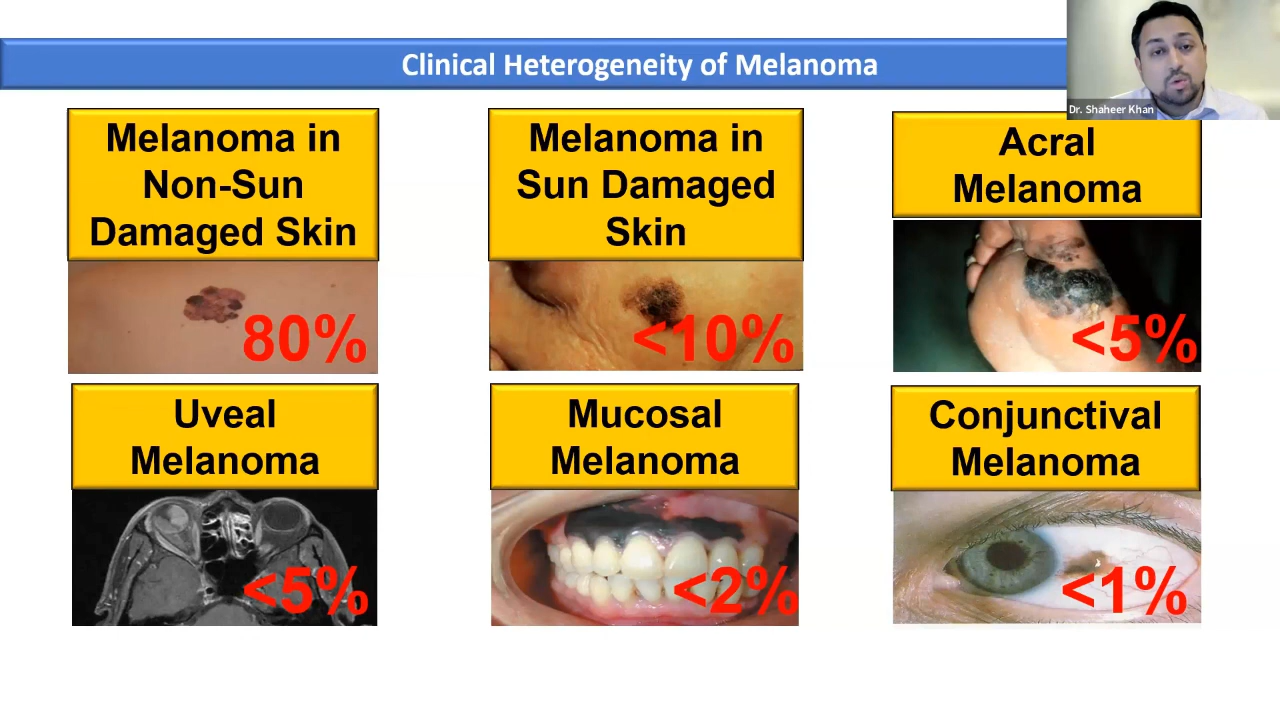 Clinical Heterogeneity of Melanoma
Dr. Shaheer Khan
Melanoma in
Non-Sun
Damaged Skin
80%
Melanoma in
Sun Damaged
Skin
<10%
Acral
Melanoma
<5%
Uveal
Melanoma
<5%
Mucosal
Melanoma
<2%
Conjunctival
Melanoma
<1%